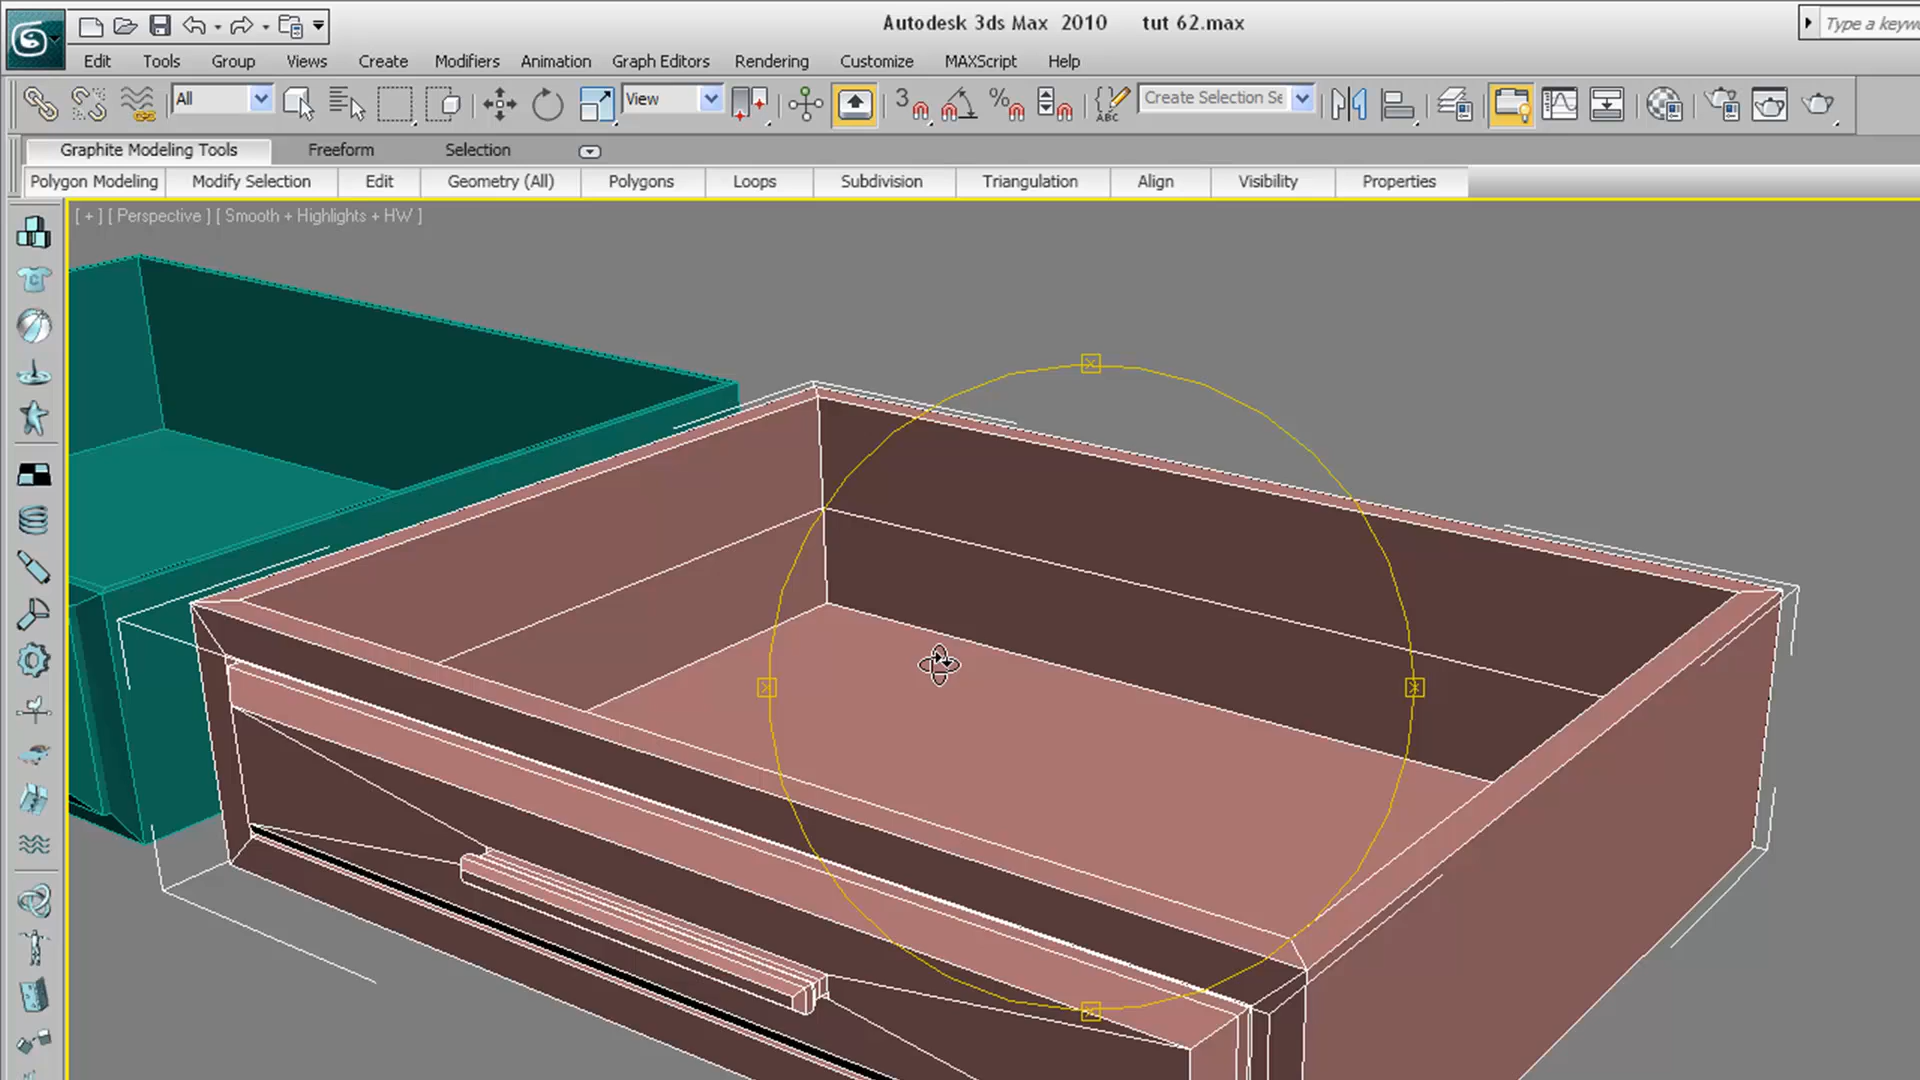 Autodesk 3ds Max 2010 tut 62.max
Type a keyw
Edit Tools Group Views Create Modifiers Animation Graph Editors Rendering Customize MAXScript Help
All View 3 % ABC Create Selection Se
Graphite Modeling Tools Freeform Selection
Polygon Modeling Modify Selection Edit Geometry (All) Polygons Loops Subdivision Triangulation Align Visibility Properties
[ + ] [ Perspective ] [ Smooth + Highlights + HW ]